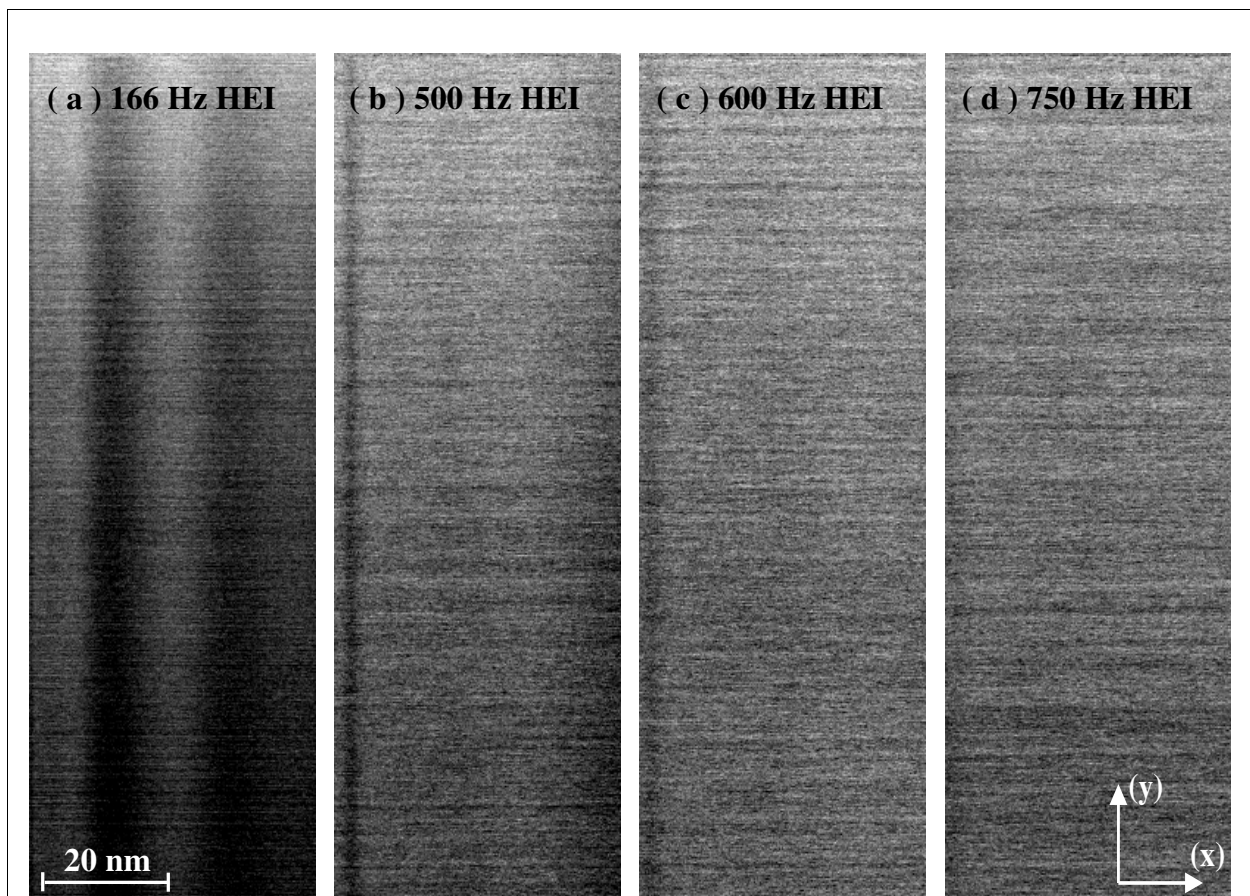 ( a ) 166 Hz HEI
( b ) 500 Hz HEI
( c ) 600 Hz HEI
( d ) 750 Hz HEI
(y)
(x)
20 nm